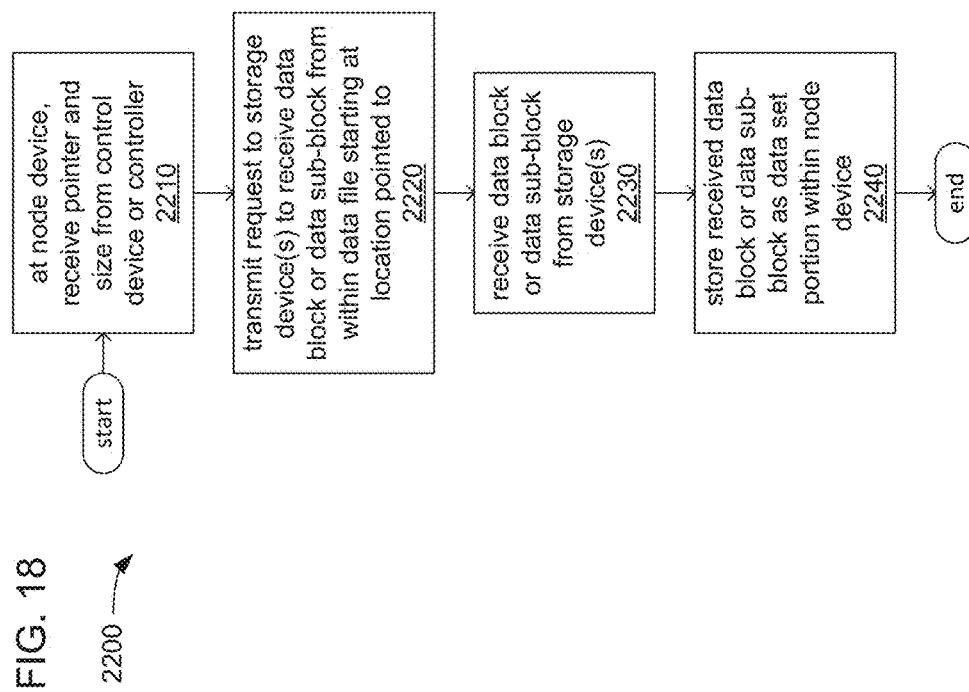 FIG. 18
2200
start
at node device,
receive pointer and
size from control
device or controller
2210
transmit request to storage
device(s) to receive data
block or data sub-block from
within data file starting at
location pointed to
2220
receive data block
or data sub-block
from storage
device(s)
2230
store received data
block or data sub-
block as data set
portion within node
device
2240
end